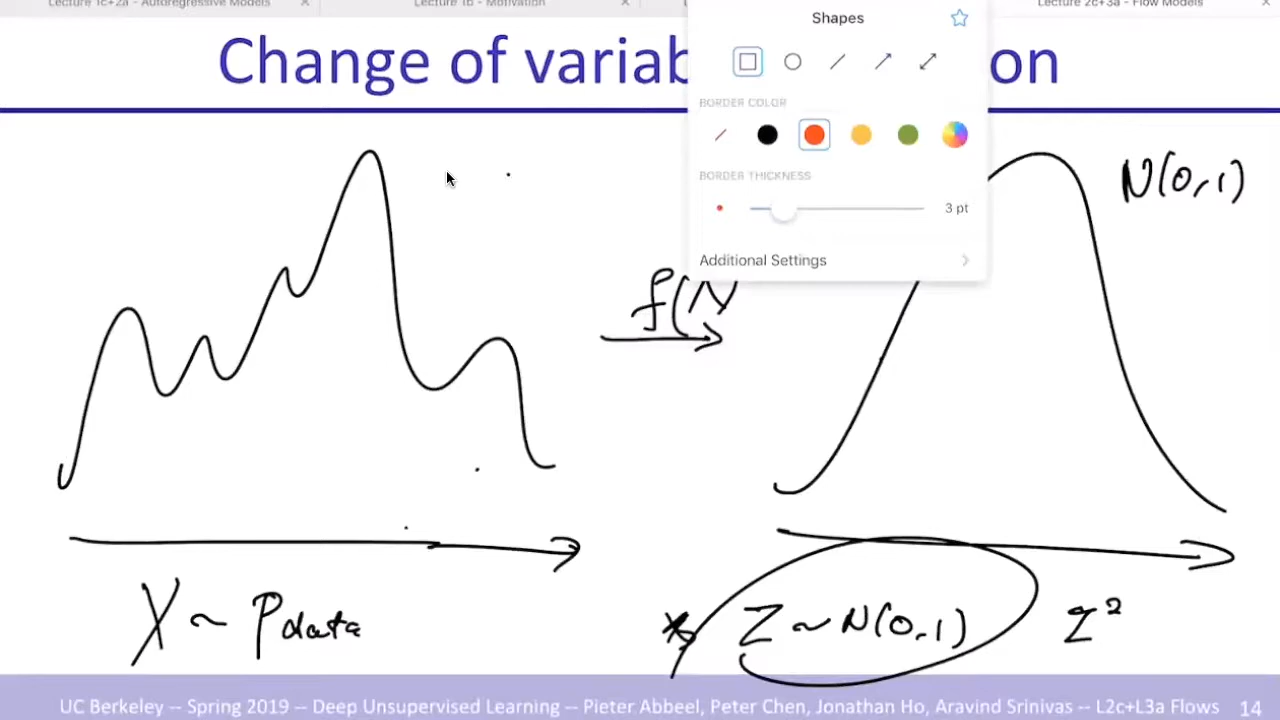 Lecture 1c+2a - Autoregressive Models
Lecture 1b - Motivation
Lecture 2c+3a - Flow Models
Change of variab
on
Shapes
BORDER COLOR
BORDER THICKNESS
3 pt
Additional Settings
N(0,1)
X ~ Pdata
Z ~ N(0,1)
UC Berkeley -- Spring 2019 -- Deep Unsupervised Learning -- Pieter Abbeel, Peter Chen, Jonathan Ho, Aravind Srinivas -- L2c+L3a Flows
14